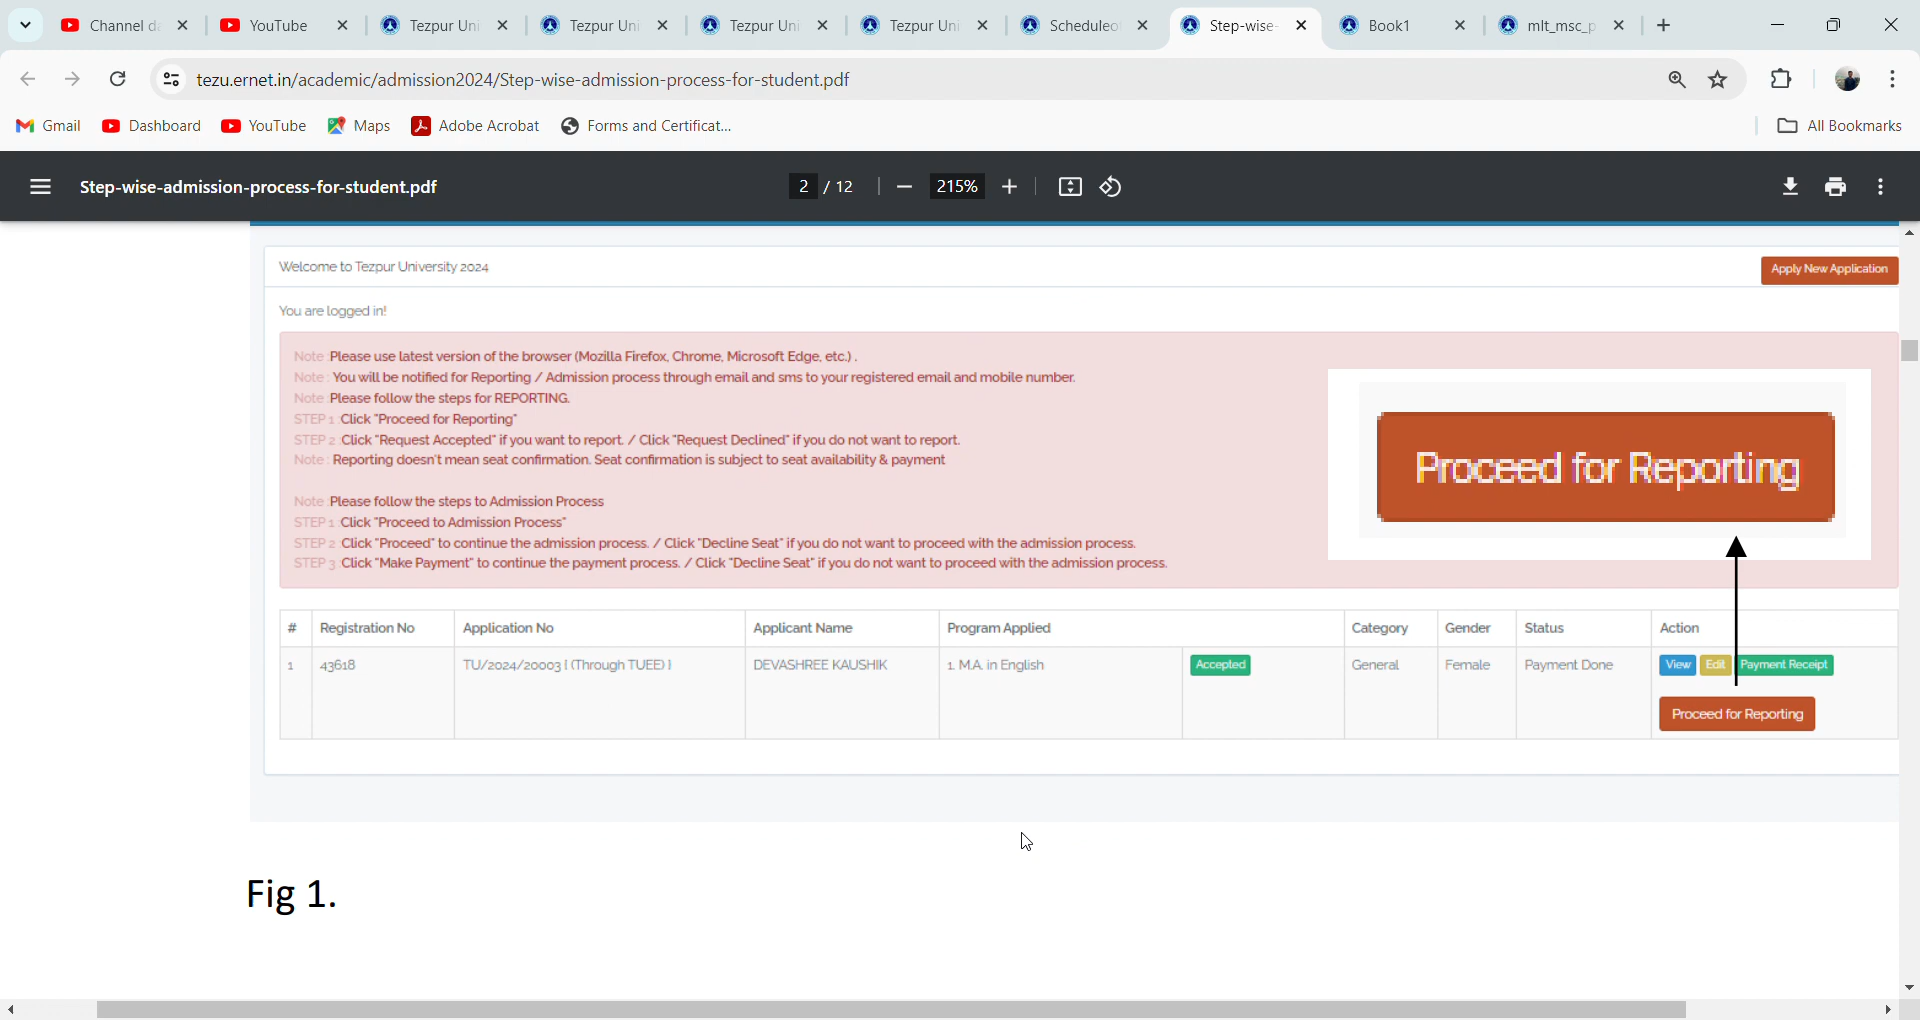 Channel da
YouTube
Tezpur Uni
Tezpur Uni
Tezpur Uni
Tezpur Uni
Scheduleof
Step-wise-
Book1
mlt_msc_p
tezu.ernet.in/academic/admission2024/Step-wise-admission-process-for-student.pdf
Gmail
Dashboard
YouTube
Maps
Adobe Acrobat
Forms and Certificat...
All Bookmarks
Step-wise-admission-process-for-student.pdf
2 / 12
215%
Welcome to Tezpur University 2024
Apply New Application
You are logged in!
Note :Please use latest version of the browser (Mozilla Firefox, Chrome, Microsoft Edge, etc.) .
Note : You will be notified for Reporting / Admission process through email and sms to your registered email and mobile number.
Note :Please follow the steps for REPORTING.
STEP 1 :Click "Proceed for Reporting"
STEP 2 :Click "Request Accepted" if you want to report. / Click "Request Declined" if you do not want to report.
Note : Reporting doesn't mean seat confirmation. Seat confirmation is subject to seat availability & payment
Note :Please follow the steps to Admission Process
STEP 1 :Click "Proceed to Admission Process"
STEP 2 :Click "Proceed" to continue the admission process. / Click "Decline Seat" if you do not want to proceed with the admission process.
STEP 3 :Click "Make Payment" to continue the payment process. / Click "Decline Seat" if you do not want to proceed with the admission process.
Proceed for Reporting
# Registration No Application No Applicant Name Program Applied Category Gender Status Action
1 43618 TU/2024/20003 [ (Through TUEE) ] DEVASHREE KAUSHIK 1. M.A. in English Accepted General Female Payment Done View Edit Payment Receipt
Proceed for Reporting
Fig 1.